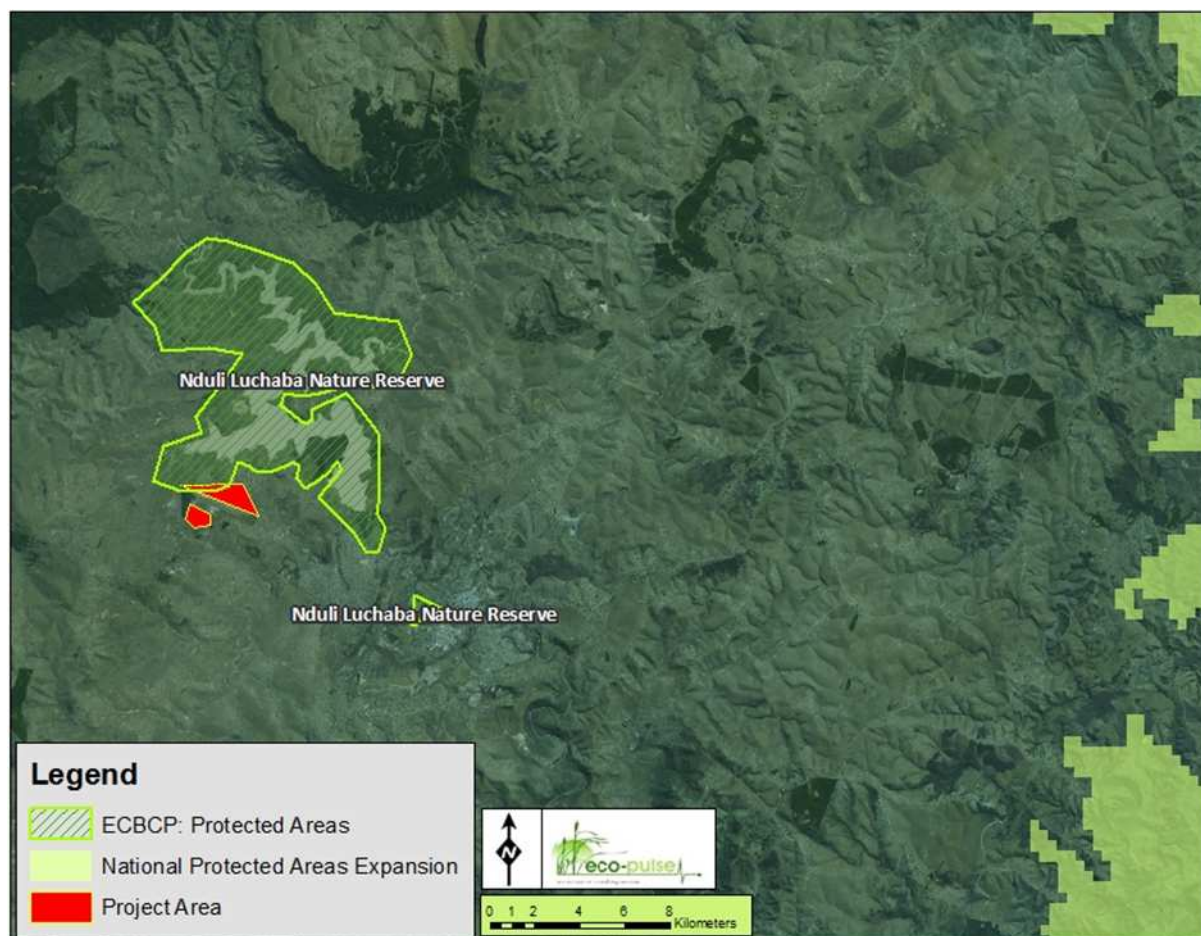 Nduli Luchaba Nature Reserve
Nduli Luchaba Nature Reserve
Legend
ECBCP: Protected Areas
National Protected Areas Expansion
Project Area
N
eco-pulse
0 1 2 4 6 8
Kilometers